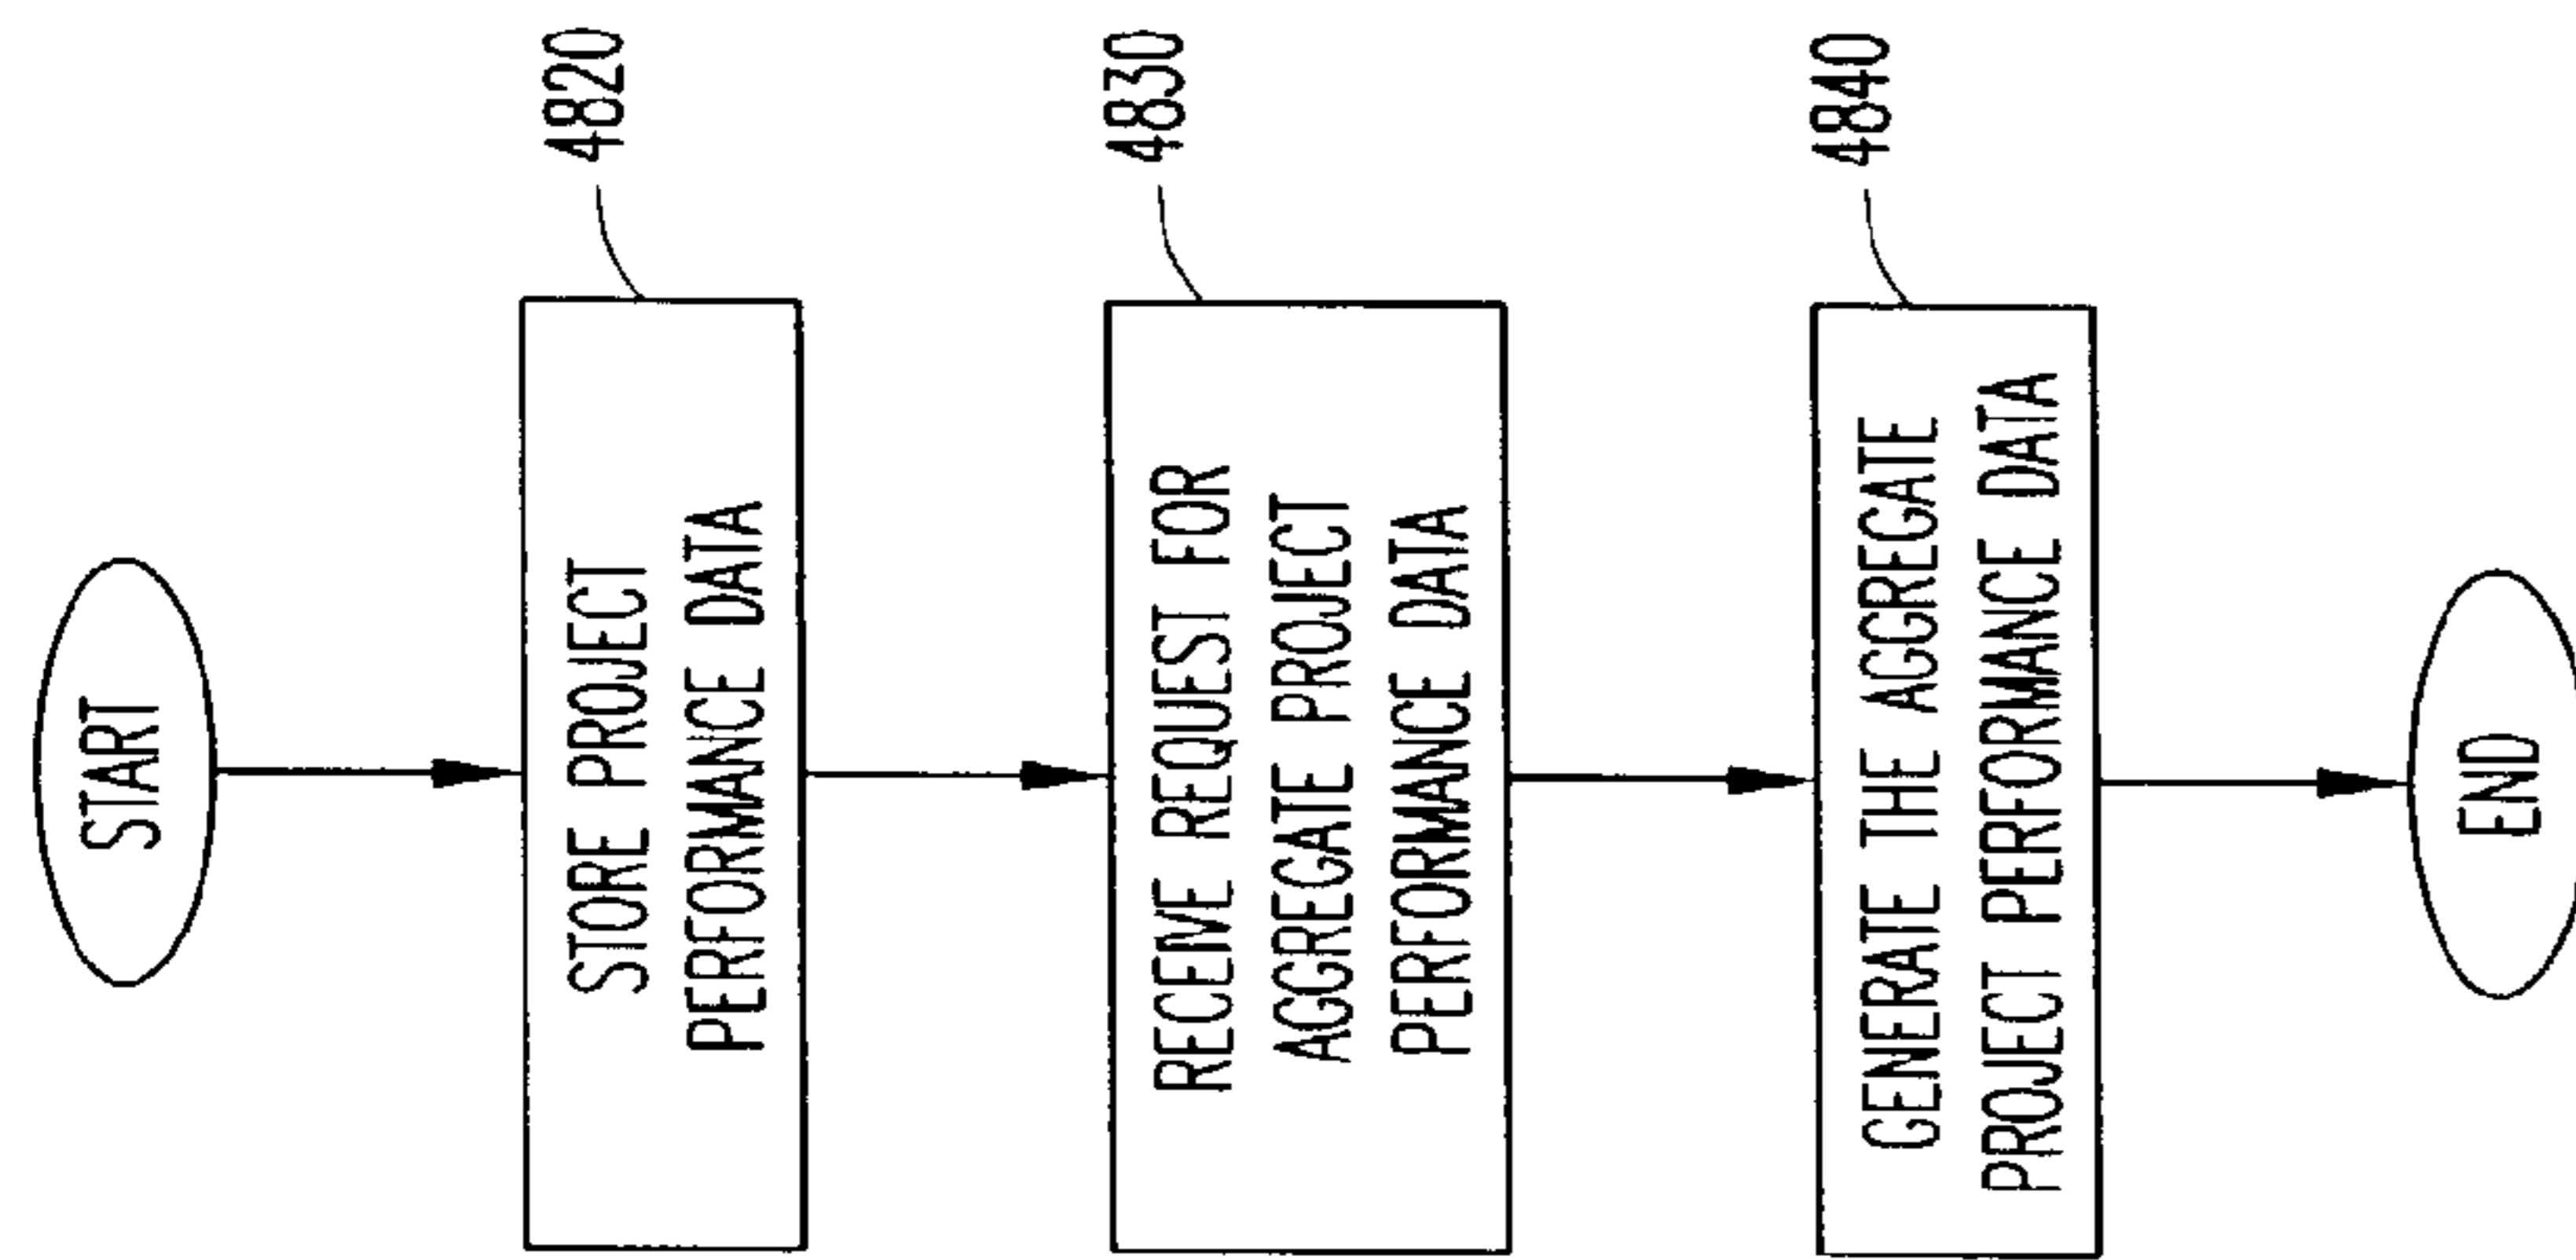 START
4820
STORE PROJECT
PERFORMANCE DATA
4830
RECEIVE REQUEST FOR
AGGREGATE PROJECT
PERFORMANCE DATA
4840
GENERATE THE AGGREGATE
PROJECT PERFORMANCE DATA
END